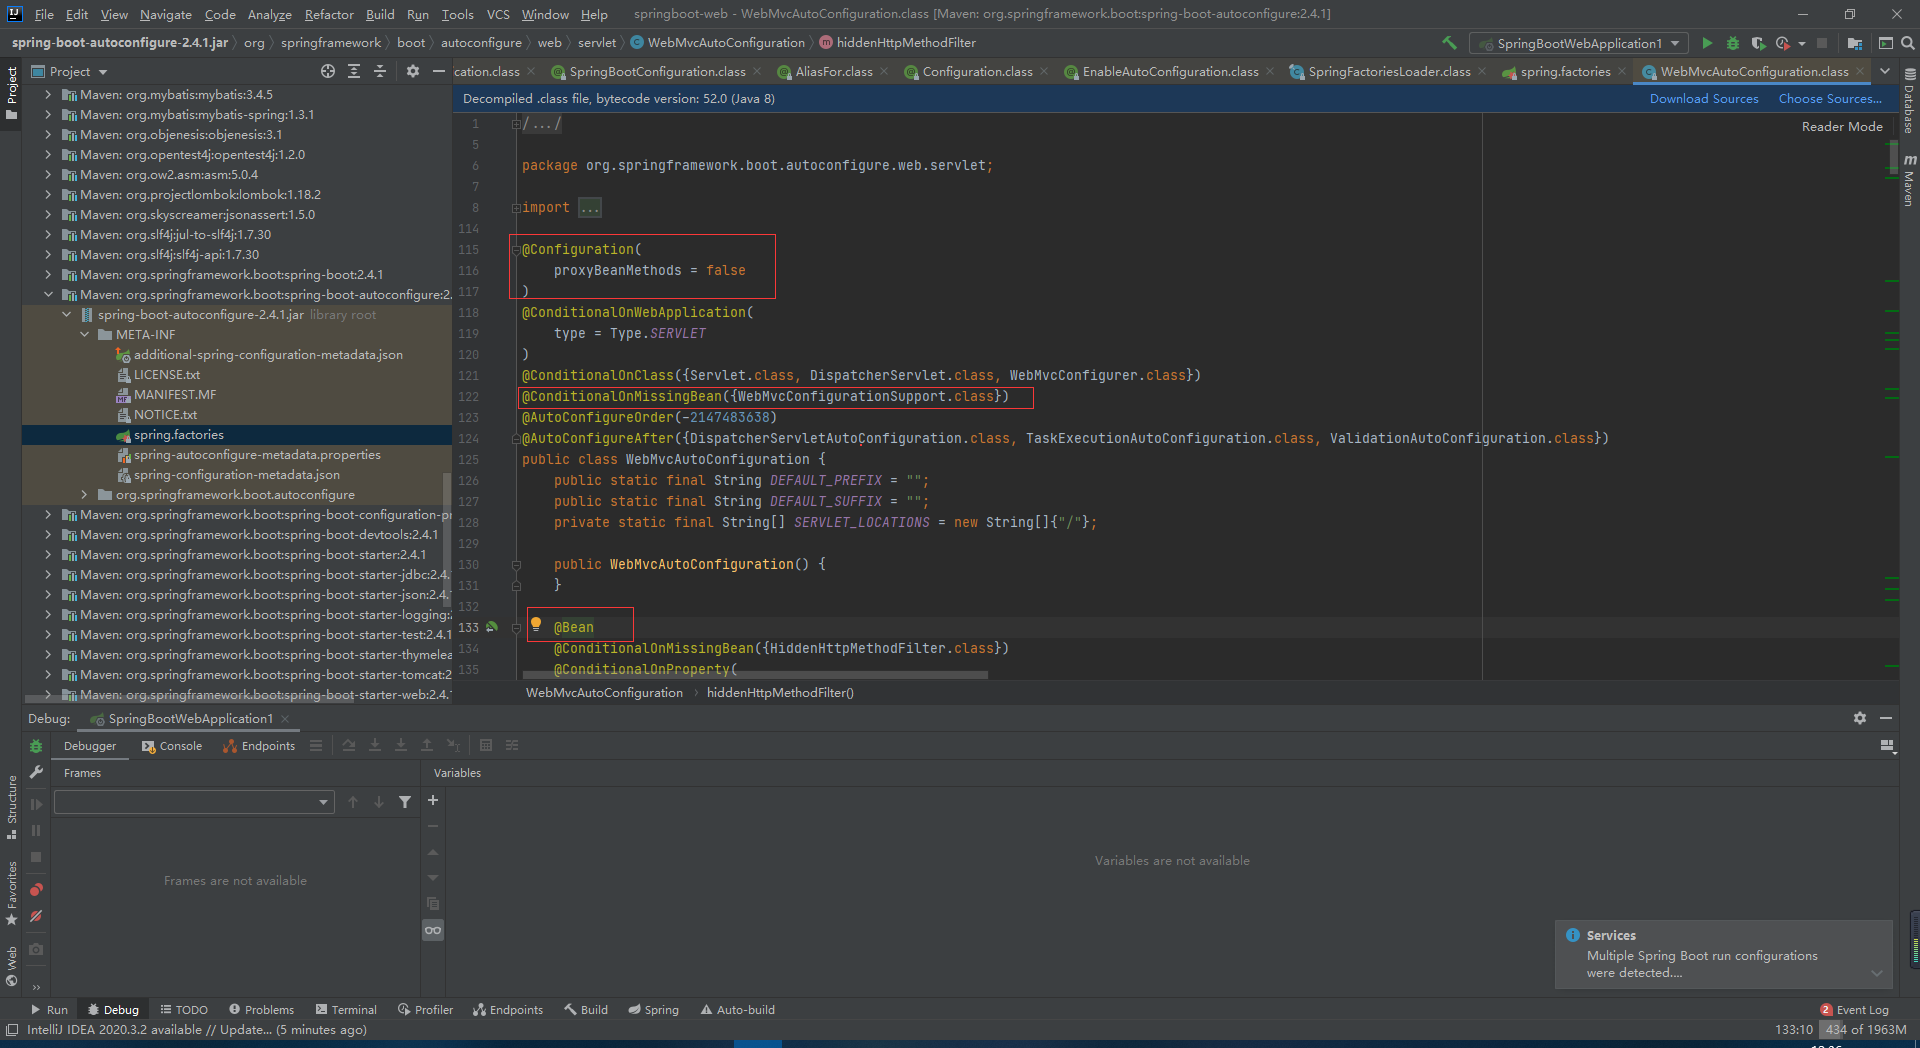 File Edit View Navigate Code Analyze Refactor Build Run Tools VCS Window Help springboot-web - WebMvcAutoConfiguration.class [Maven: org.springframework.boot:spring-boot-autoconfigure:2.4.1]
spring-boot-autoconfigure-2.4.1.jar org springframework boot autoconfigure web servlet WebMvcAutoConfiguration hiddenHttpMethodFilter SpringBootWebApplication1
Project
cation.class SpringBootConfiguration.class AliasFor.class Configuration.class EnableAutoConfiguration.class SpringFactoriesLoader.class spring.factories WebMvcAutoConfiguration.class
Decompiled .class file, bytecode version: 52.0 (Java 8) Download Sources Choose Sources...
Reader Mode
Project
Structure
Favorites
Web
Database
Maven
Maven: org.mybatis:mybatis:3.4.5
Maven: org.mybatis:mybatis-spring:1.3.1
Maven: org.objenesis:objenesis:3.1
Maven: org.opentest4j:opentest4j:1.2.0
Maven: org.ow2.asm:asm:5.0.4
Maven: org.projectlombok:lombok:1.18.2
Maven: org.skyscreamer:jsonassert:1.5.0
Maven: org.slf4j:jul-to-slf4j:1.7.30
Maven: org.slf4j:slf4j-api:1.7.30
Maven: org.springframework.boot:spring-boot:2.4.1
Maven: org.springframework.boot:spring-boot-autoconfigure:2.
spring-boot-autoconfigure-2.4.1.jar library root
META-INF
additional-spring-configuration-metadata.json
LICENSE.txt
MANIFEST.MF
NOTICE.txt
spring.factories
spring-autoconfigure-metadata.properties
spring-configuration-metadata.json
org.springframework.boot.autoconfigure
Maven: org.springframework.boot:spring-boot-configuration-pr
Maven: org.springframework.boot:spring-boot-devtools:2.4.1
Maven: org.springframework.boot:spring-boot-starter:2.4.1
Maven: org.springframework.boot:spring-boot-starter-jdbc:2.4.
Maven: org.springframework.boot:spring-boot-starter-json:2.4.
Maven: org.springframework.boot:spring-boot-starter-logging:2
Maven: org.springframework.boot:spring-boot-starter-test:2.4.1
Maven: org.springframework.boot:spring-boot-starter-thymelea
Maven: org.springframework.boot:spring-boot-starter-tomcat:2
Maven: org.springframework.boot:spring-boot-starter-web:2.4.
1 /.../
5
6 package org.springframework.boot.autoconfigure.web.servlet;
7
8 import ...
114
115 @Configuration(
116 proxyBeanMethods = false
117 )
118 @ConditionalOnWebApplication(
119 type = Type.SERVLET
120 )
121 @ConditionalOnClass({Servlet.class, DispatcherServlet.class, WebMvcConfigurer.class})
122 @ConditionalOnMissingBean({WebMvcConfigurationSupport.class})
123 @AutoConfigureOrder(-2147483638)
124 @AutoConfigureAfter({DispatcherServletAutoConfiguration.class, TaskExecutionAutoConfiguration.class, ValidationAutoConfiguration.class})
125 public class WebMvcAutoConfiguration {
126 public static final String DEFAULT_PREFIX = "";
127 public static final String DEFAULT_SUFFIX = "";
128 private static final String[] SERVLET_LOCATIONS = new String[]{"/"};
129
130 public WebMvcAutoConfiguration() {
131 }
132
133 @Bean
134 @ConditionalOnMissingBean({HiddenHttpMethodFilter.class})
135 @ConditionalOnProperty(
WebMvcAutoConfiguration hiddenHttpMethodFilter()
Debug: SpringBootWebApplication1
Debugger Console Endpoints
Frames Variables
Frames are not available
Variables are not available
Services
Multiple Spring Boot run configurations
were detected....
Run Debug TODO Problems Terminal Profiler Endpoints Build Spring Auto-build 2 Event Log
IntelliJ IDEA 2020.3.2 available // Update... (5 minutes ago) 133:10 434 of 1963M